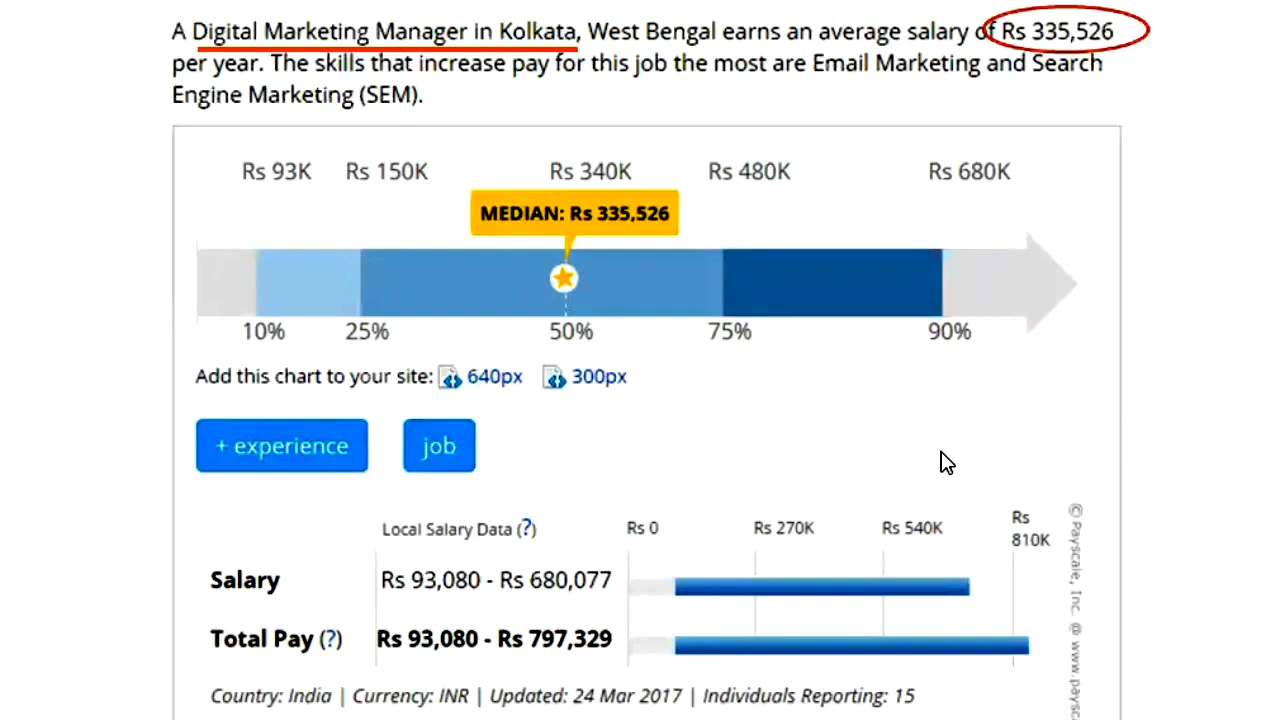 A Digital Marketing Manager in Kolkata, West Bengal earns an average salary of Rs 335,526
per year. The skills that increase pay for this job the most are Email Marketing and Search
Engine Marketing (SEM).
Rs 93K Rs 150K Rs 340K Rs 480K Rs 680K
MEDIAN: Rs 335,526
10% 25% 50% 75% 90%
Add this chart to your site: 640px 300px
+ experience job
Local Salary Data (?) Rs 0 Rs 270K Rs 540K Rs
810K
Salary Rs 93,080 - Rs 680,077
Total Pay (?) Rs 93,080 - Rs 797,329
Country: India | Currency: INR | Updated: 24 Mar 2017 | Individuals Reporting: 15
© Payscale, Inc. @ www.paysc